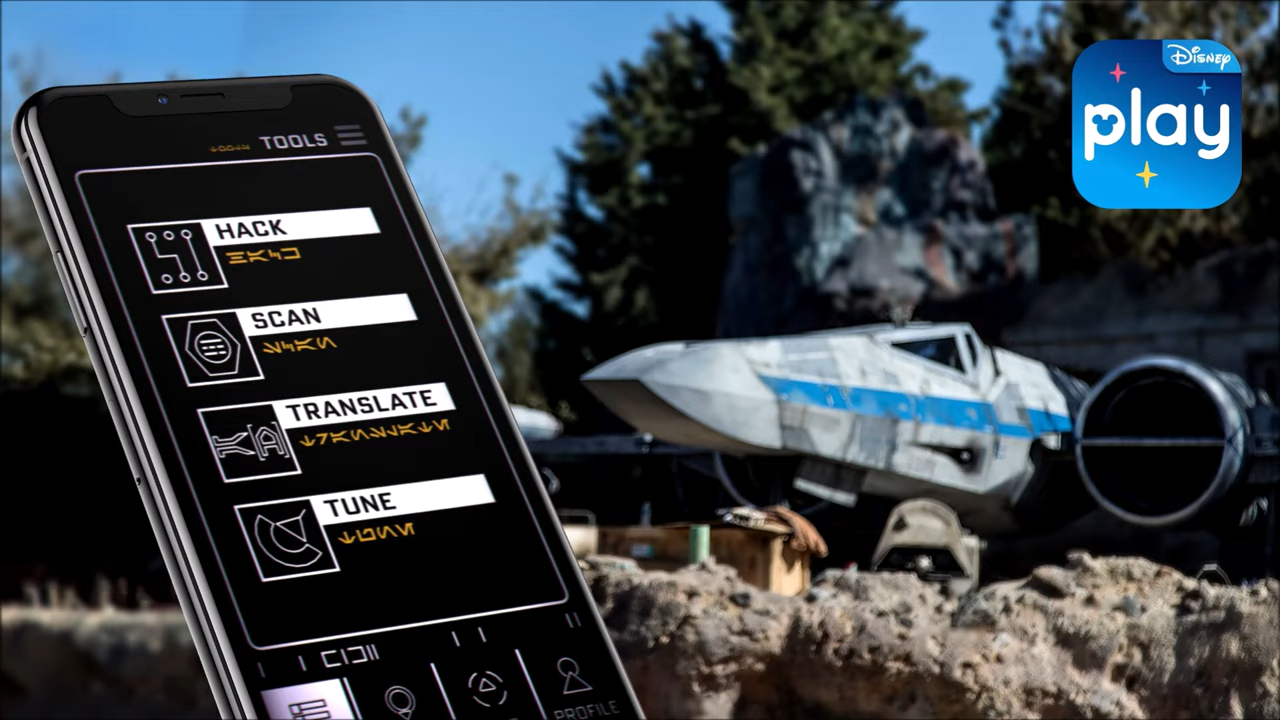 TOOLS
HACK
SCAN
TRANSLATE
TUNE
PROFILE
Disney
play